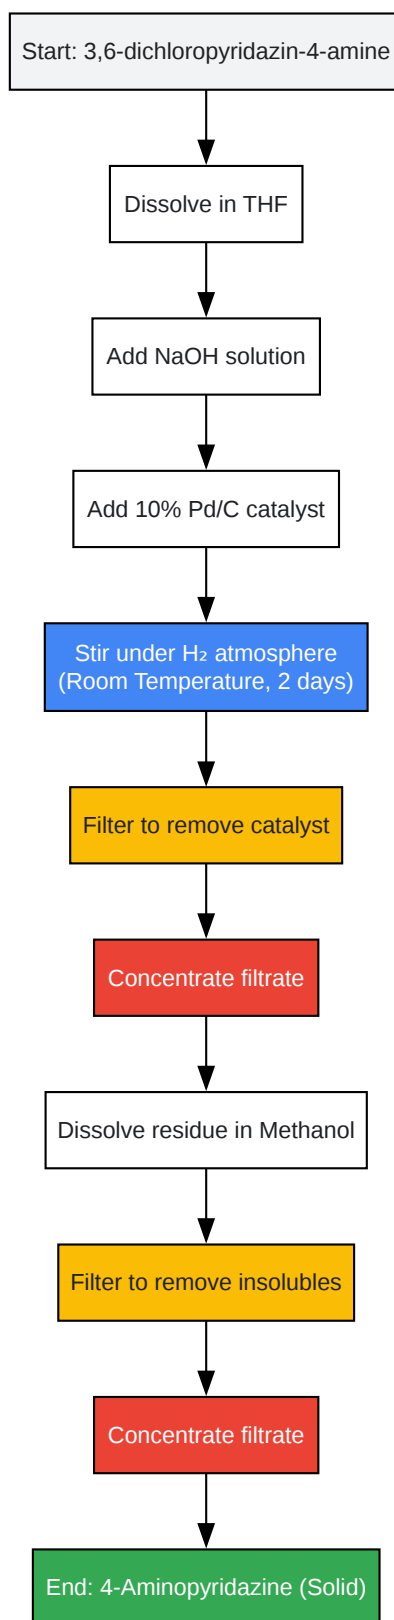 Start: 3,6-dichloropyridazin-4-amine
Dissolve in THF
Add NaOH solution
Add 10% Pd/C catalyst
Stir under H₂ atmosphere
(Room Temperature, 2 days)
Filter to remove catalyst
Concentrate filtrate
Dissolve residue in Methanol
Filter to remove insolubles
Concentrate filtrate
End: 4-Aminopyridazine (Solid)